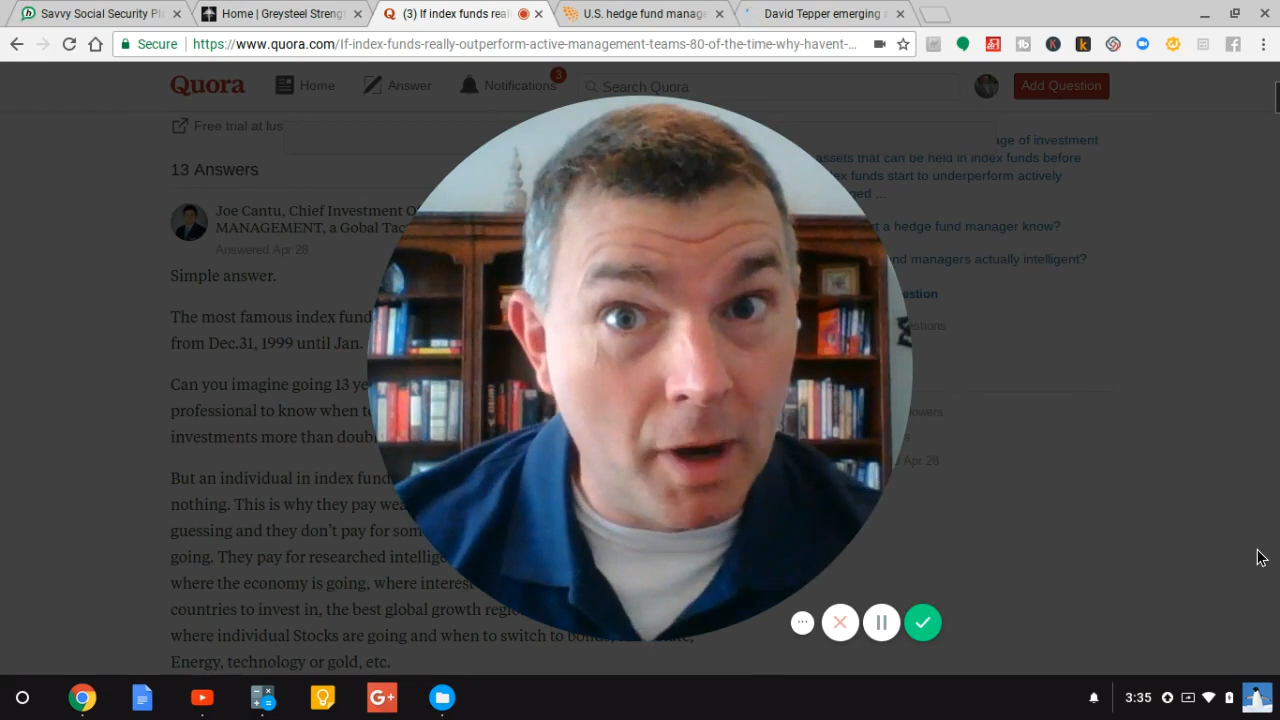 Savvy Social Security Pl
Home | Greysteel Streng
(3) If index funds real
U.S. hedge fund manag
David Tepper emerging
Secure
https://www.quora.com/If-index-funds-really-outperform-active-management-teams-80-of-the-time-why-havent-...
Quora
Home
Answer
Notifications
3
Search Quora
Add Question
Free trial at lus
13 Answers
Joe Cantu, Chief Investment O
MANAGEMENT, a Gobal Tac
Answered Apr 28
Simple answer.
The most famous index fund
from Dec.31, 1999 until Jan.
Can you imagine going 13 ye
professional to know when to
investments more than doub
But an individual in index fund
nothing. This is why they pay wea
guessing and they don't pay for som
going. They pay for researched intellige
where the economy is going, where interes
countries to invest in, the best global growth regi
where individual Stocks are going and when to switch to bonds,
Energy, technology or gold, etc.
age of investment
assets that can be held in index funds before
ex funds start to underperform actively
ged ...
rt a hedge fund manager know?
nd managers actually intelligent?
estion
estions
owers
s
d Apr 28
G+
3:35